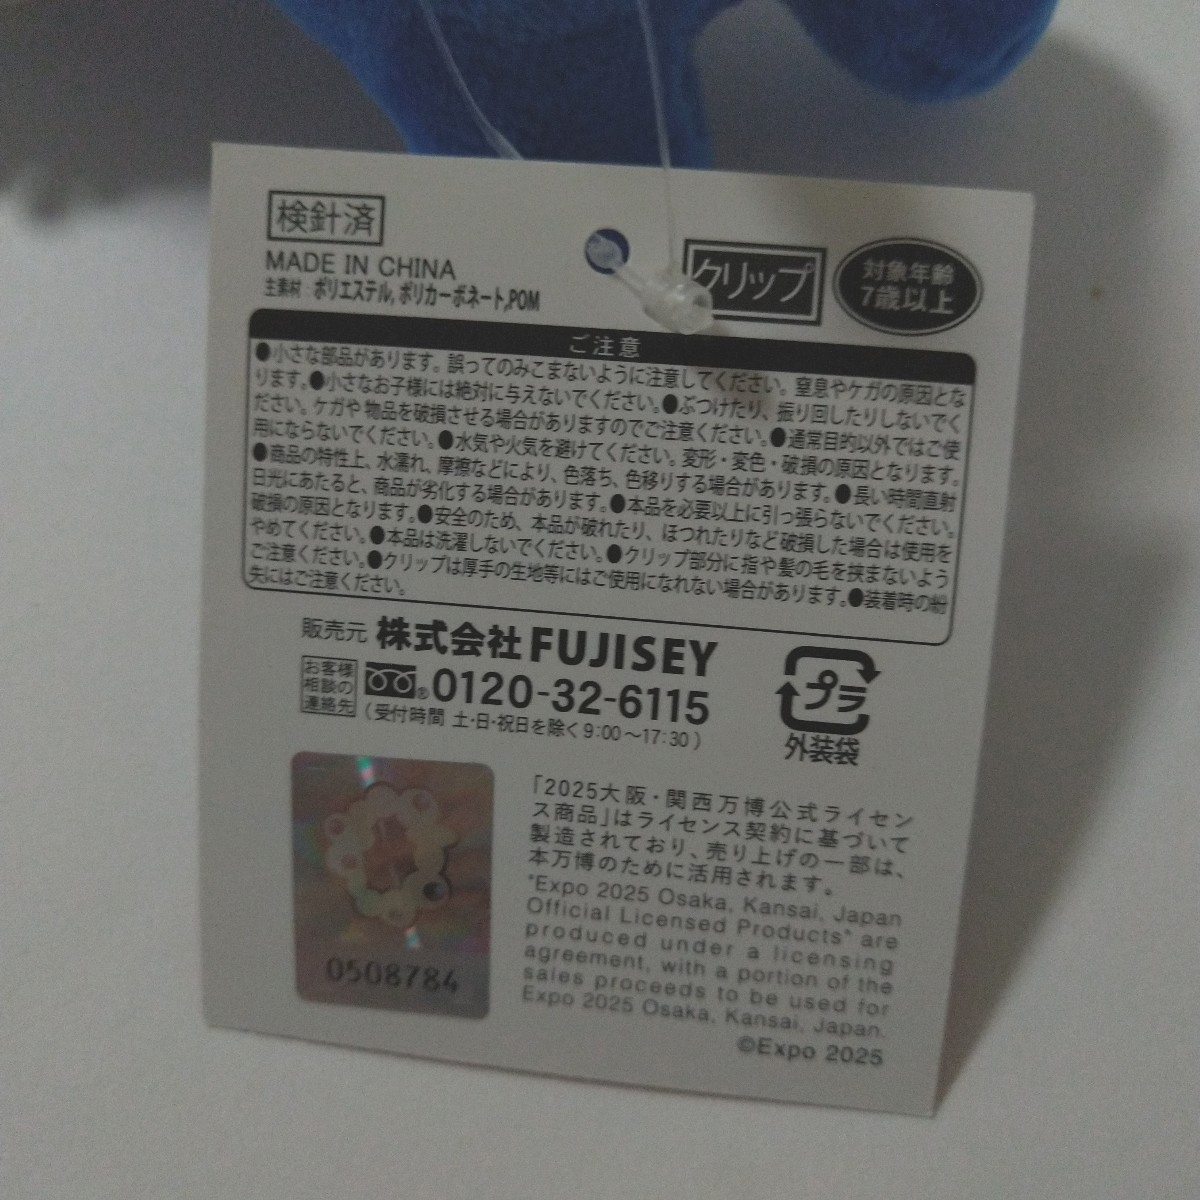 検針済
MADE IN CHINA
主素材：ポリエステル,ポリカーボネート,POM
クリップ
対象年齢
7歳以上
ご注意
●小さな部品があります。誤ってのみこまないように注意してください。窒息やケガの原因とな
ります。●小さなお子様には絶対に与えないでください。●ぶつけたり、振り回したりしないでく
ださい。ケガや物品を破損させる場合がありますのでご注意ください。●通常目的以外ではご使
用にならないでください。●水気や火気を避けてください。変形・変色・破損の原因となります。
●商品の特性上、水濡れ、摩擦などにより、色落ち、色移りする場合があります。●長い時間直射
日光にあたると、商品が劣化する場合があります。●本品を必要以上に引っ張らないでください。
破損の原因となります。●安全のため、本品が破れたり、ほつれたりなど破損した場合は使用を
やめてください。●本品は洗濯しないでください。●クリップ部分に指や髪の毛を挟まないよう
ご注意ください。●クリップは厚手の生地等にはご使用になれない場合があります。●装着時の紛
失にはご注意ください。
販売元 株式会社FUJISEY
お客様
相談の
連絡先
®0120-32-6115
(受付時間 土・日・祝日を除く9:00～17:30)
プラ
外装袋
0508784
「2025大阪・関西万博公式ライセン
ス商品」はライセンス契約に基づいて
製造されており、売り上げの一部は、
本万博のために活用されます。
"Expo 2025 Osaka, Kansai, Japan
Official Licensed Products" are
produced under a licensing
agreement, with a portion of the
sales proceeds to be used for
Expo 2025 Osaka, Kansai, Japan.
©Expo 2025